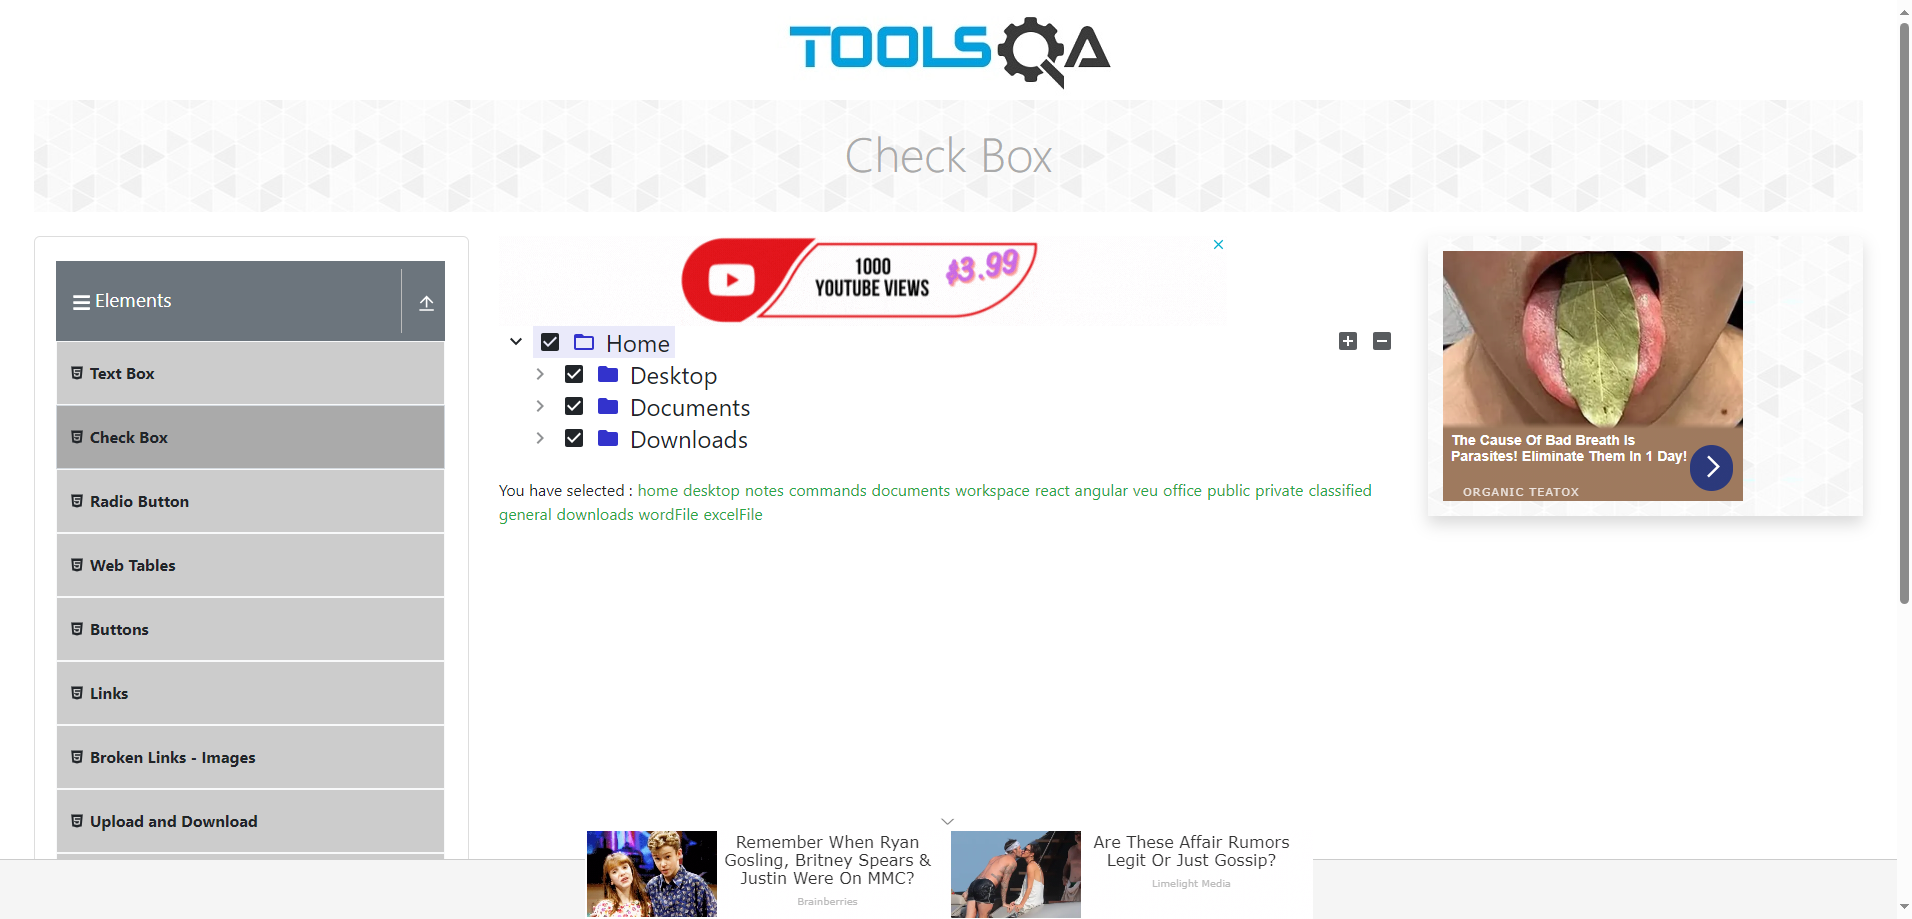 TOOLSQA
Check Box
Elements
Text Box
Check Box
Radio Button
Web Tables
Buttons
Links
Broken Links - Images
Upload and Download
1000
YOUTUBE VIEWS
$3.99
Home
Desktop
Documents
Downloads
You have selected : home desktop notes commands documents workspace react angular veu office public private classified
general downloads wordFile excelFile
The Cause Of Bad Breath Is
Parasites! Eliminate Them In 1 Day!
ORGANIC TEATOX
Remember When Ryan
Gosling, Britney Spears &
Justin Were On MMC?
Brainberries
Are These Affair Rumors
Legit Or Just Gossip?
Limelight Media